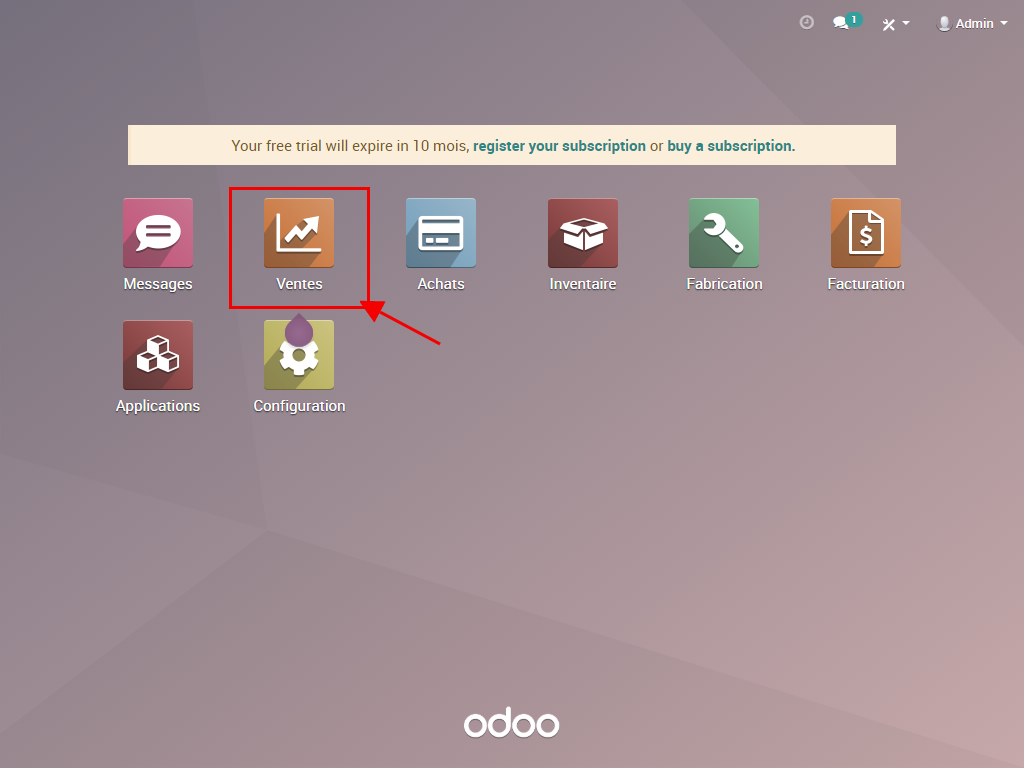 1
Admin
Your free trial will expire in 10 mois, register your subscription or buy a subscription.
Messages
Ventes
Achats
Inventaire
Fabrication
Facturation
Applications
Configuration
odoo